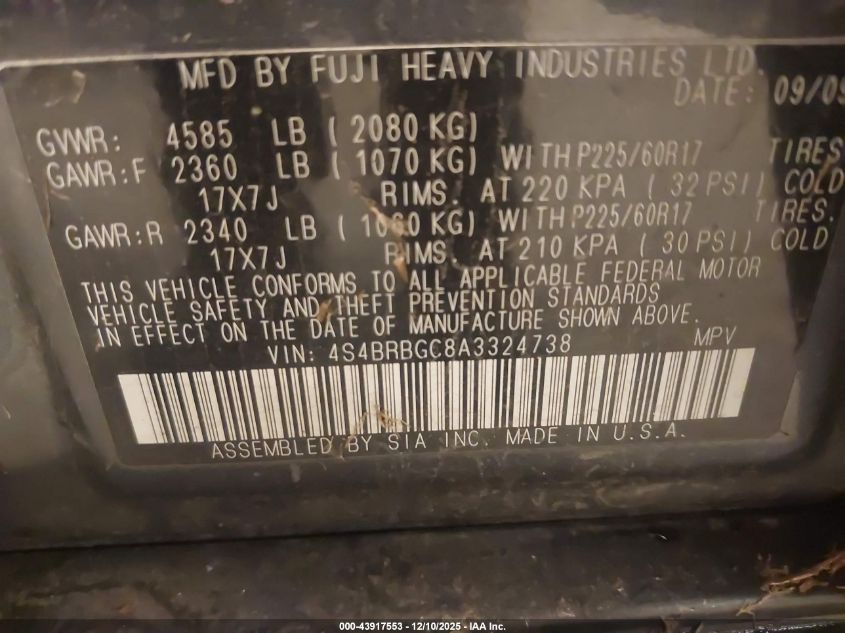 MFD BY FUJI HEAVY INDUSTRIES LTD.
DATE: 09/09
GVWR: 4585 LB ( 2080 KG)
GAWR:F 2360 LB ( 1070 KG) WITH P225/60R17 TIRES
17X7J RIMS. AT 220 KPA ( 32 PSI) COLD
GAWR:R 2340 LB ( 1060 KG) WITH P225/60R17 TIRES.
17X7J RIMS. AT 210 KPA ( 30 PSI) COLD
THIS VEHICLE CONFORMS TO ALL APPLICABLE FEDERAL MOTOR
VEHICLE SAFETY AND THEFT PREVENTION STANDARDS
IN EFFECT ON THE DATE OF MANUFACTURE SHOWN ABOVE.
VIN: 4S4BRBGC8A3324738 MPV
ASSEMBLED BY SIA INC. MADE IN U.S.A.
000-43917553 - 12/10/2025 - IAA Inc.